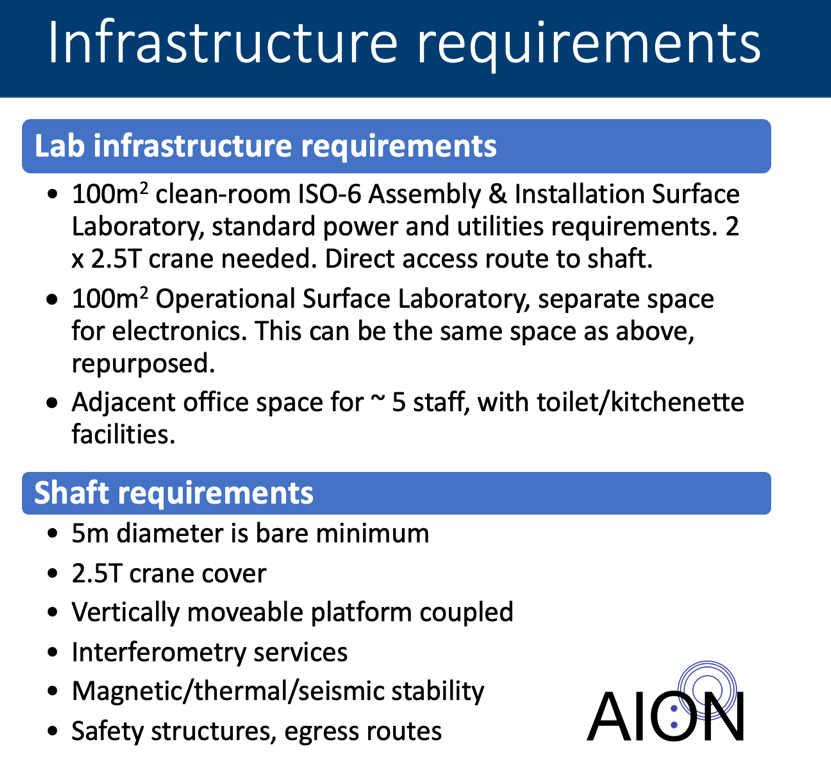 Infrastructure requirements
Lab infrastructure requirements
• 100m² clean-room ISO-6 Assembly & Installation Surface
Laboratory, standard power and utilities requirements. 2
x 2.5T crane needed. Direct access route to shaft.
• 100m² Operational Surface Laboratory, separate space
for electronics. This can be the same space as above,
repurposed.
• Adjacent office space for ~ 5 staff, with toilet/kitchenette
facilities.
Shaft requirements
• 5m diameter is bare minimum
• 2.5T crane cover
• Vertically moveable platform coupled
• Interferometry services
• Magnetic/thermal/seismic stability
• Safety structures, egress routes
AION